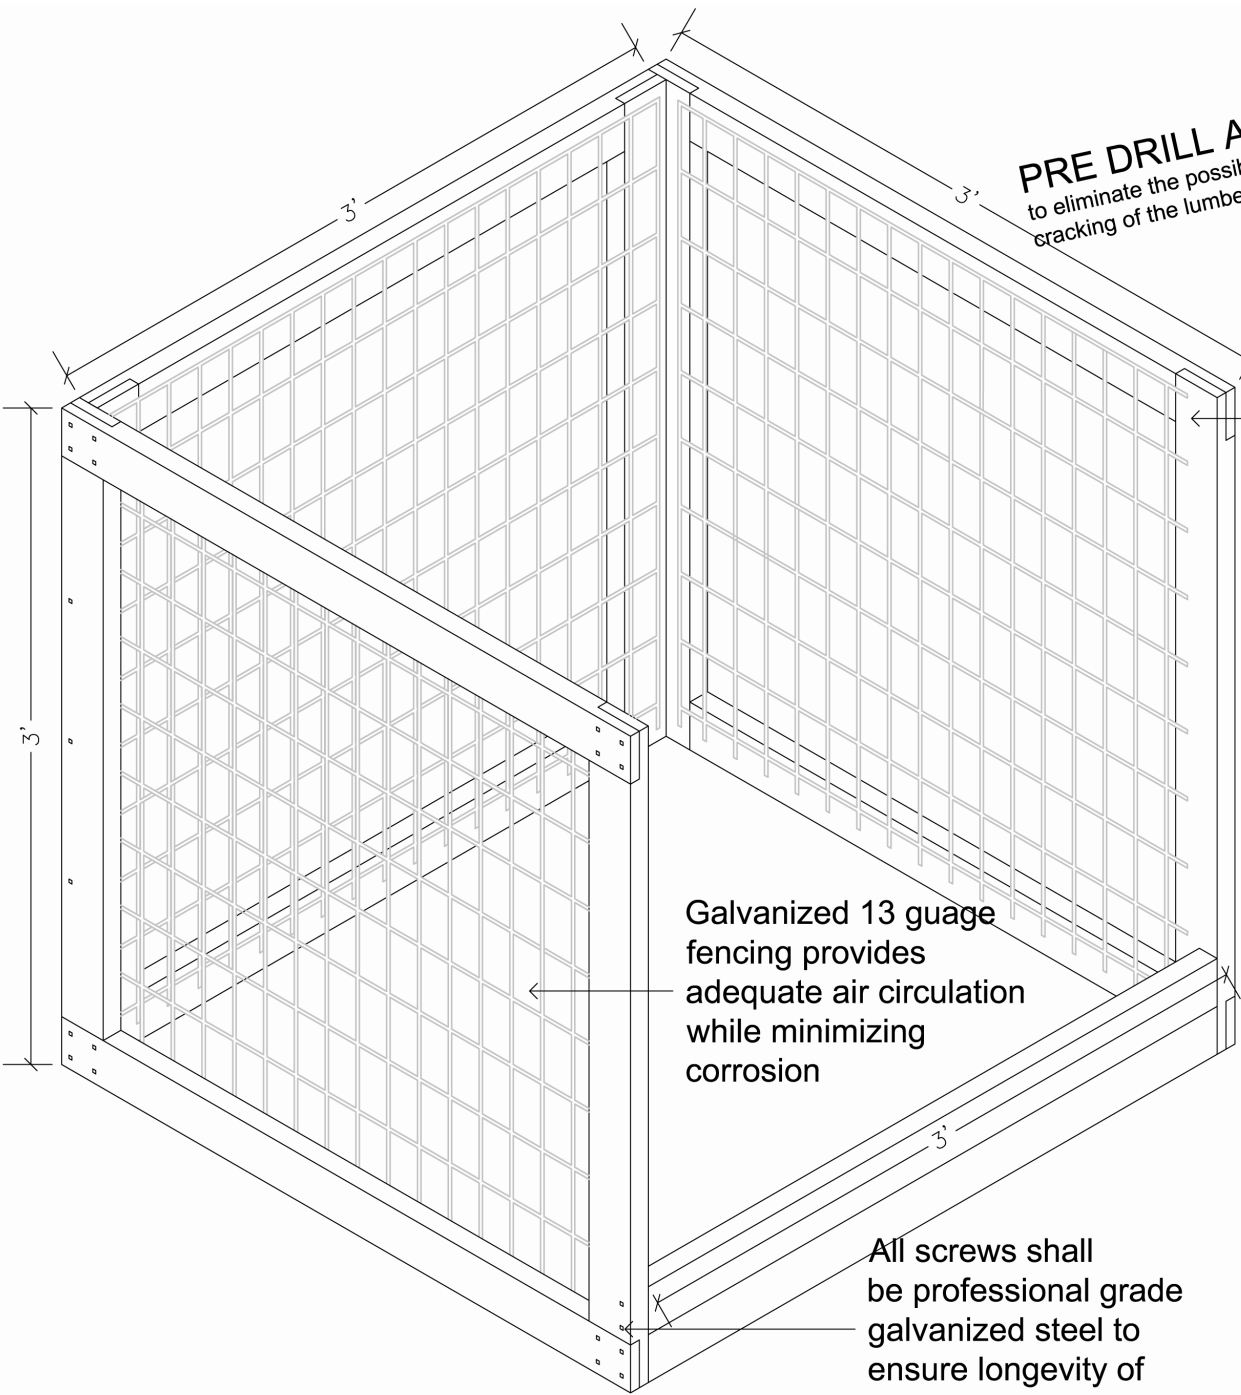 PRE DRILL A
to eliminate the
cracking of the
3'
3'
3'
Galvanized 13 guage
fencing provides
adequate air circulation
while minimizing
corrosion
3'
All screws shall
be professional grade
galvanized steel to
ensure longevity of